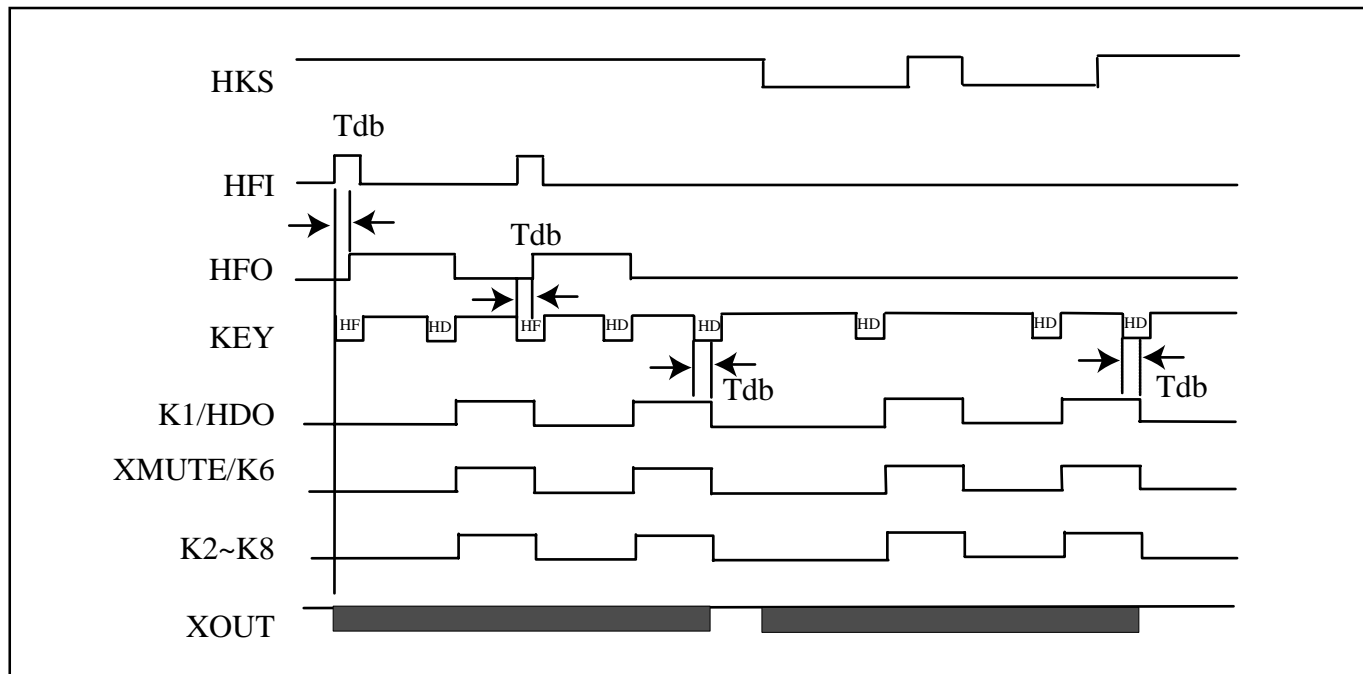 HKS
Tdb
HFI
Tdb
HFO
KEY HF HD HF HD HD HD HD HD
Tdb Tdb
K1/HDO
XMUTE/K6
K2~K8
XOUT